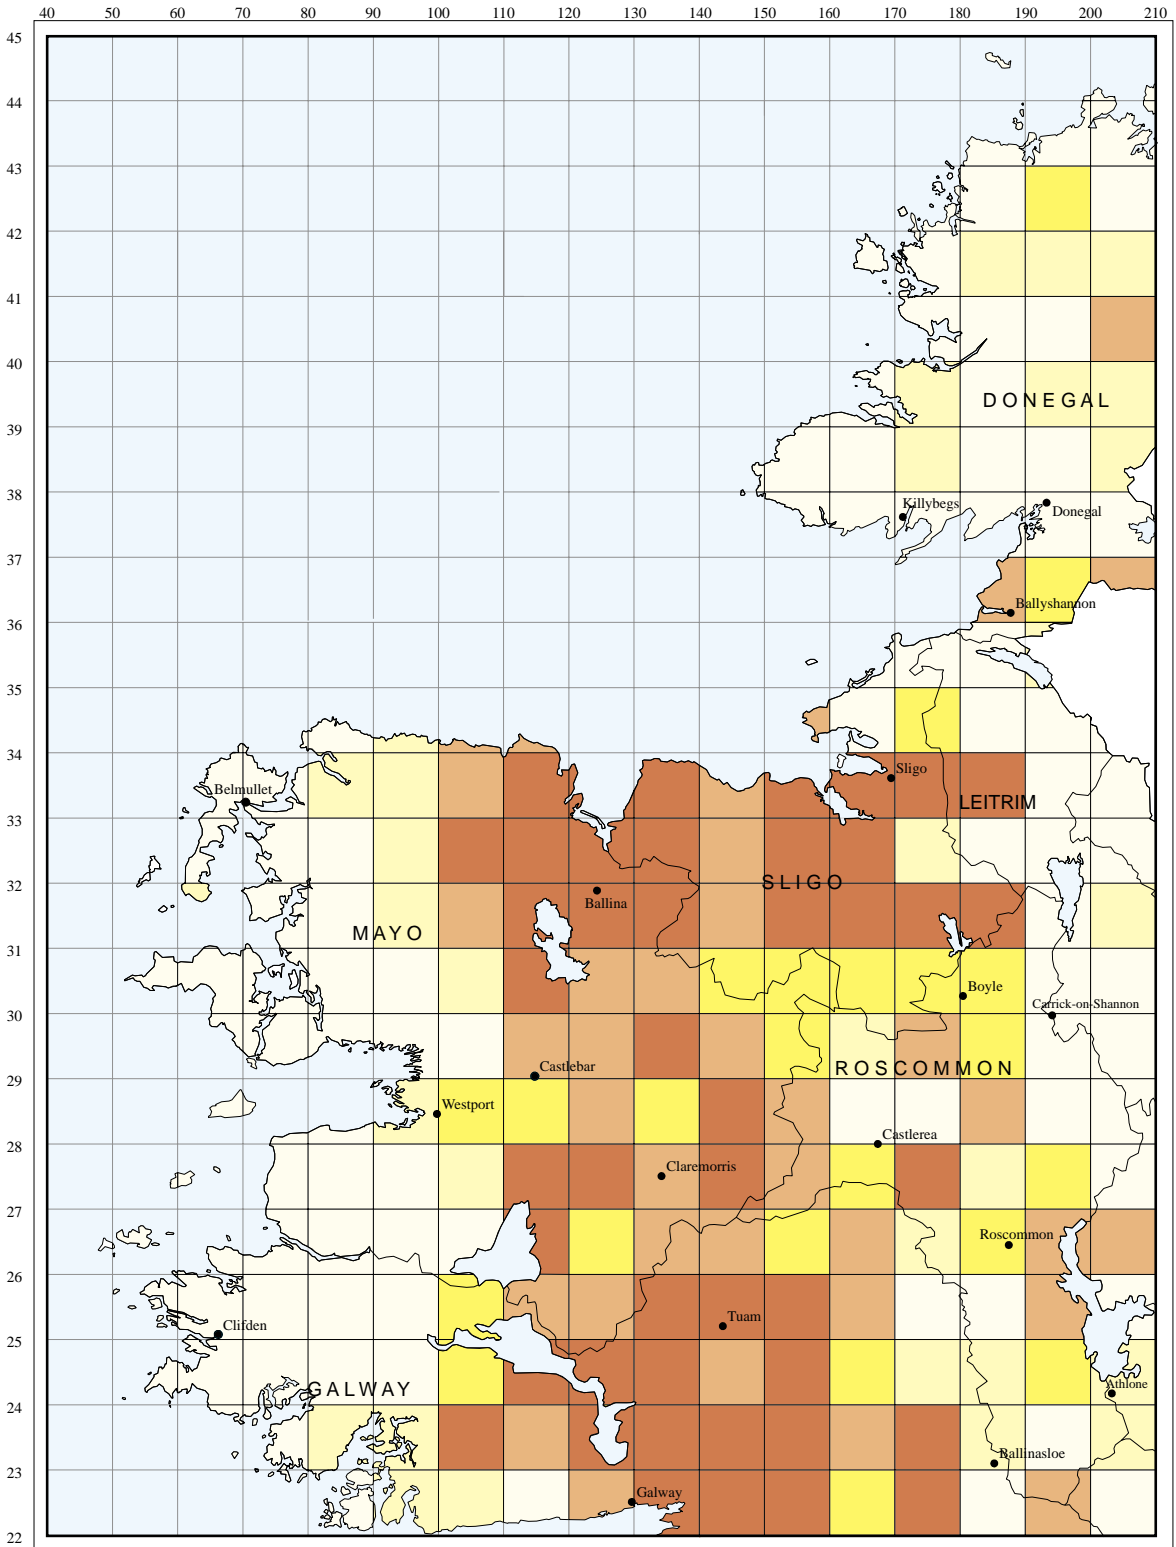 40 50 60 70 80 90 100 110 120 130 140 150 160 170 180 190 200 210
45
44
43
42
41
40
DONEGAL
39
38
Killybegs
Donegal
37
Ballyshannon
36
35
34
Sligo
Belmullet
LEITRIM
33
32
SLIGO
Ballina
MAYO
31
Boyle
Carrick-on-Shannon
30
Castlebar
ROSCOMMON
29
Westport
Castlerea
28
Claremorris
27
Roscommon
26
Tuam
Clifden
25
GALWAY
Athlone
24
Ballinasloe
23
Galway
22